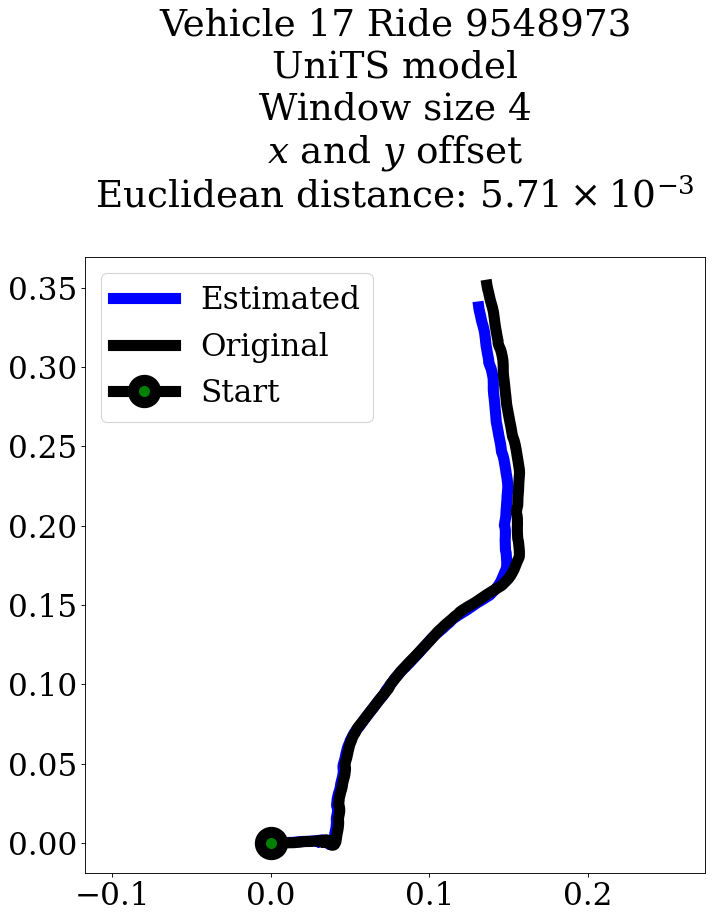 Vehicle 17 Ride 9548973
UniTS model
Window size 4
x and y offset
Euclidean distance: 5.71 × 10⁻³
Estimated
Original
Start
0.35
0.30
0.25
0.20
0.15
0.10
0.05
0.00
−0.1 0.0 0.1 0.2